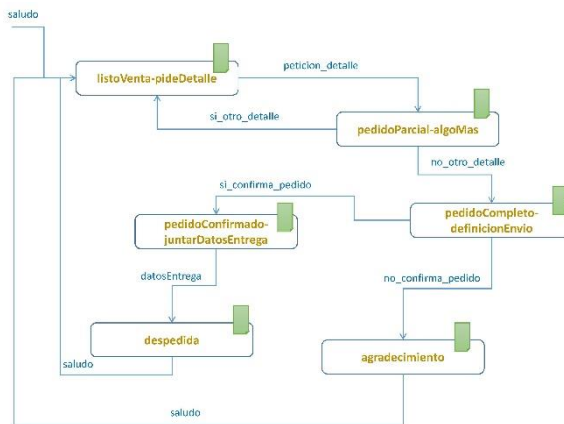 saludo
listoVenta-pideDetalle
peticion_detalle
si_otro_detalle
pedidoParcial-algoMas
no_otro_detalle
si_confirma_pedido
pedidoConfirmado-
juntarDatosEntrega
pedidoCompleto-
definicionEnvio
datosEntrega
no_confirma_pedido
despedida
agradecimiento
saludo
saludo